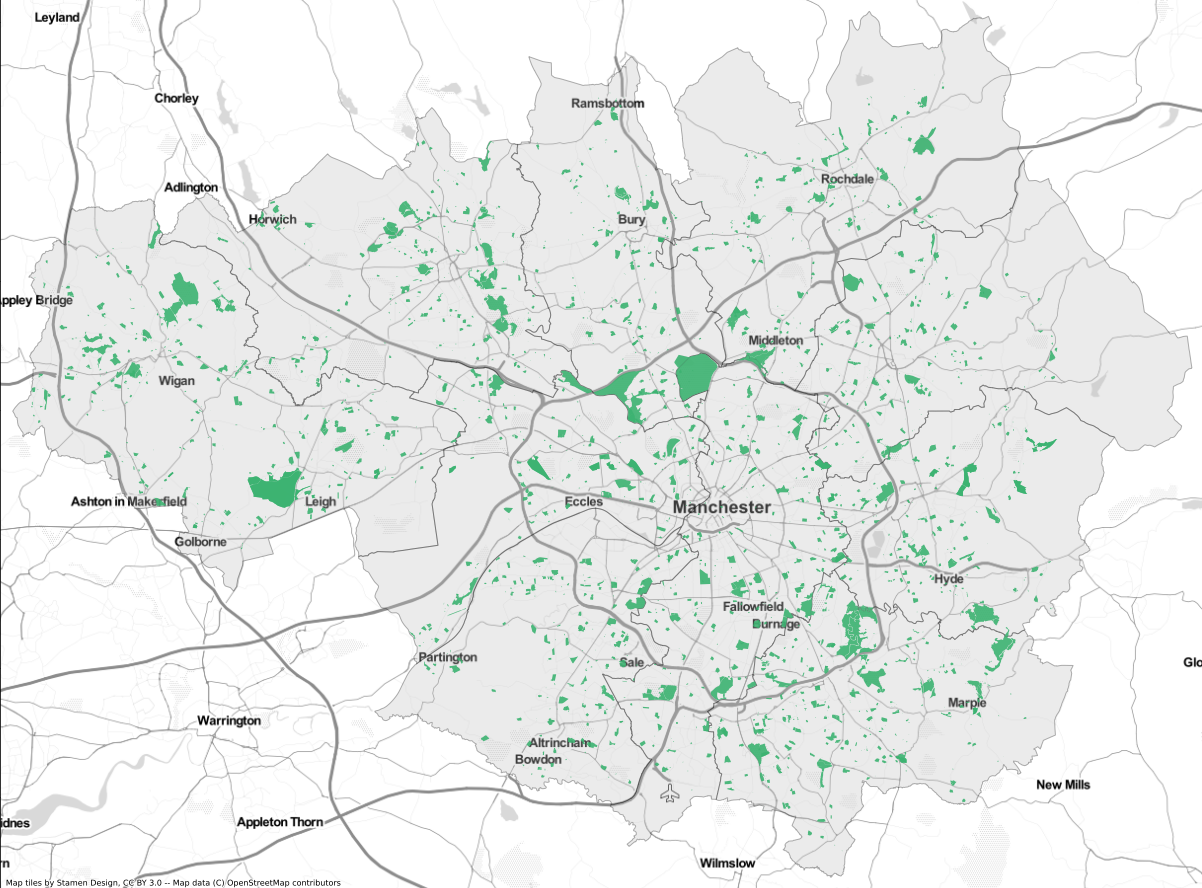 Leyland
Chorley
Ramsbottom
Rochdale
Adlington
Horwich
Bury
ppley Bridge
Middleton
Wigan
Ashton in Makerfield
Leigh
Eccles
Manchester
Golborne
Hyde
Fallowfield
Burnage
Partington
Sale
Glo
Marple
Warrington
Altrincham
Bowdon
New Mills
idnes
Appleton Thorn
rn
Wilmslow
Map tiles by Stamen Design, CC BY 3.0 -- Map data (C) OpenStreetMap contributors